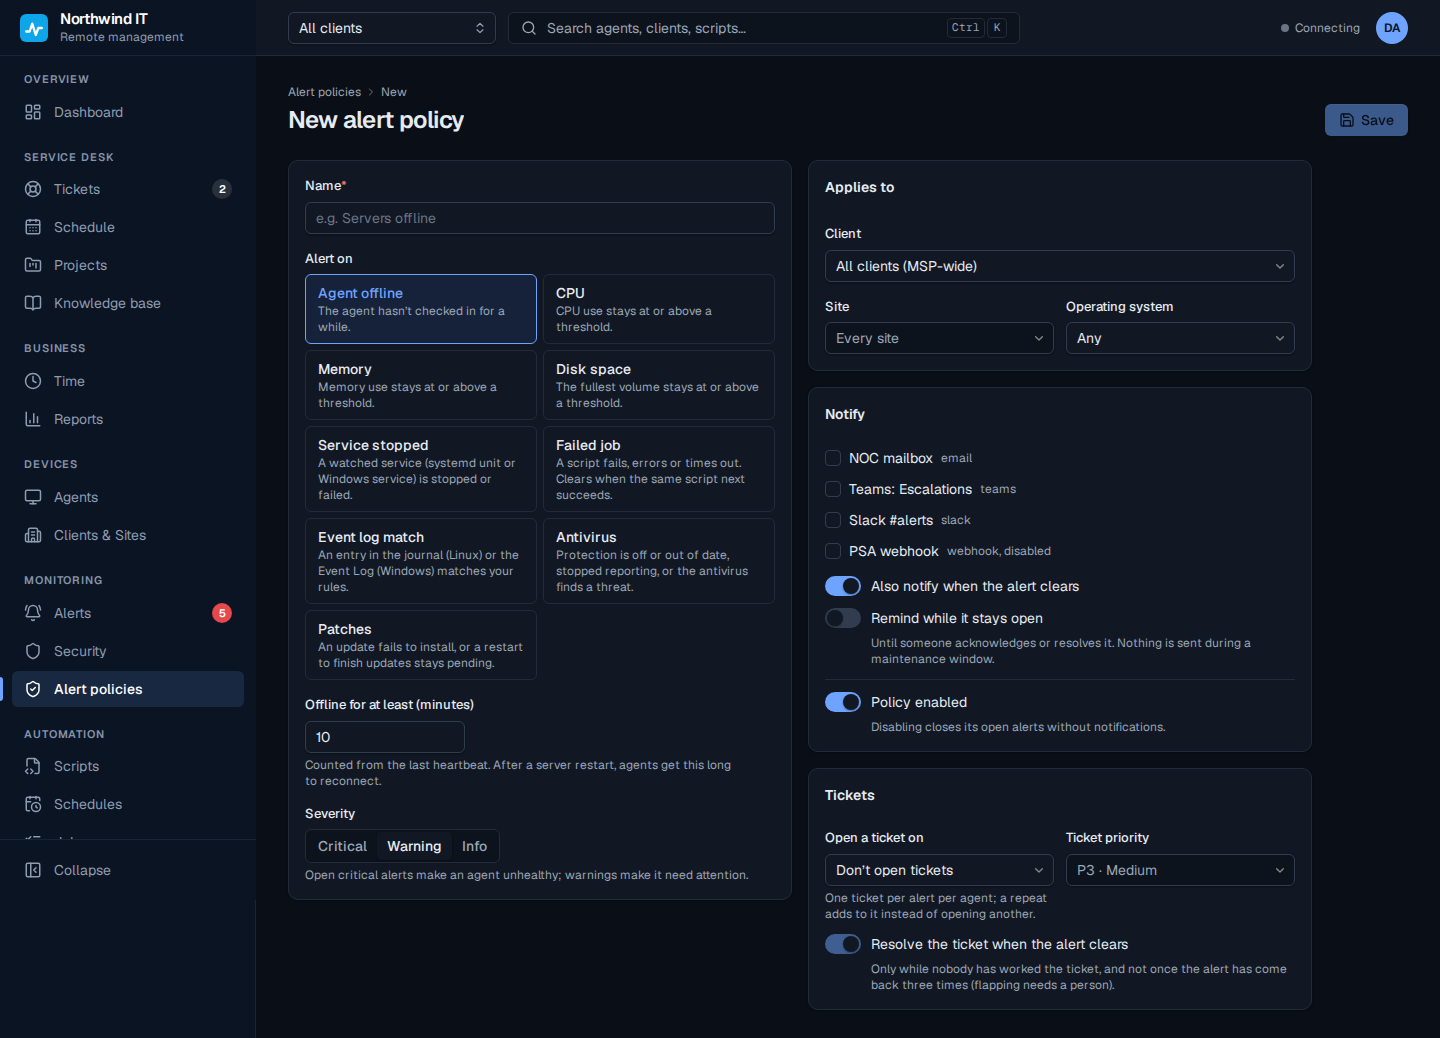 Northwind IT
Remote management
All clients
Search agents, clients, scripts...
Ctrl K
Connecting
DA
OVERVIEW
Dashboard
SERVICE DESK
Tickets 2
Schedule
Projects
Knowledge base
BUSINESS
Time
Reports
DEVICES
Agents
Clients & Sites
MONITORING
Alerts 5
Security
Alert policies
AUTOMATION
Scripts
Schedules
Collapse
Alert policies > New
New alert policy
Save
Name*
e.g. Servers offline
Alert on
Agent offline
The agent hasn't checked in for a
while.
CPU
CPU use stays at or above a
threshold.
Memory
Memory use stays at or above a
threshold.
Disk space
The fullest volume stays at or above
a threshold.
Service stopped
A watched service (systemd unit or
Windows service) is stopped or
failed.
Failed job
A script fails, errors or times out.
Clears when the same script next
succeeds.
Event log match
An entry in the journal (Linux) or the
Event Log (Windows) matches your
rules.
Antivirus
Protection is off or out of date,
stopped reporting, or the antivirus
finds a threat.
Patches
An update fails to install, or a restart
to finish updates stays pending.
Offline for at least (minutes)
10
Counted from the last heartbeat. After a server restart, agents get this long
to reconnect.
Severity
Critical Warning Info
Open critical alerts make an agent unhealthy; warnings make it need attention.
Applies to
Client
All clients (MSP-wide)
Site
Every site
Operating system
Any
Notify
NOC mailbox email
Teams: Escalations teams
Slack #alerts slack
PSA webhook webhook, disabled
Also notify when the alert clears
Remind while it stays open
Until someone acknowledges or resolves it. Nothing is sent during a
maintenance window.
Policy enabled
Disabling closes its open alerts without notifications.
Tickets
Open a ticket on
Don't open tickets
One ticket per alert per agent; a repeat
adds to it instead of opening another.
Ticket priority
P3 · Medium
Resolve the ticket when the alert clears
Only while nobody has worked the ticket, and not once the alert has come
back three times (flapping needs a person).